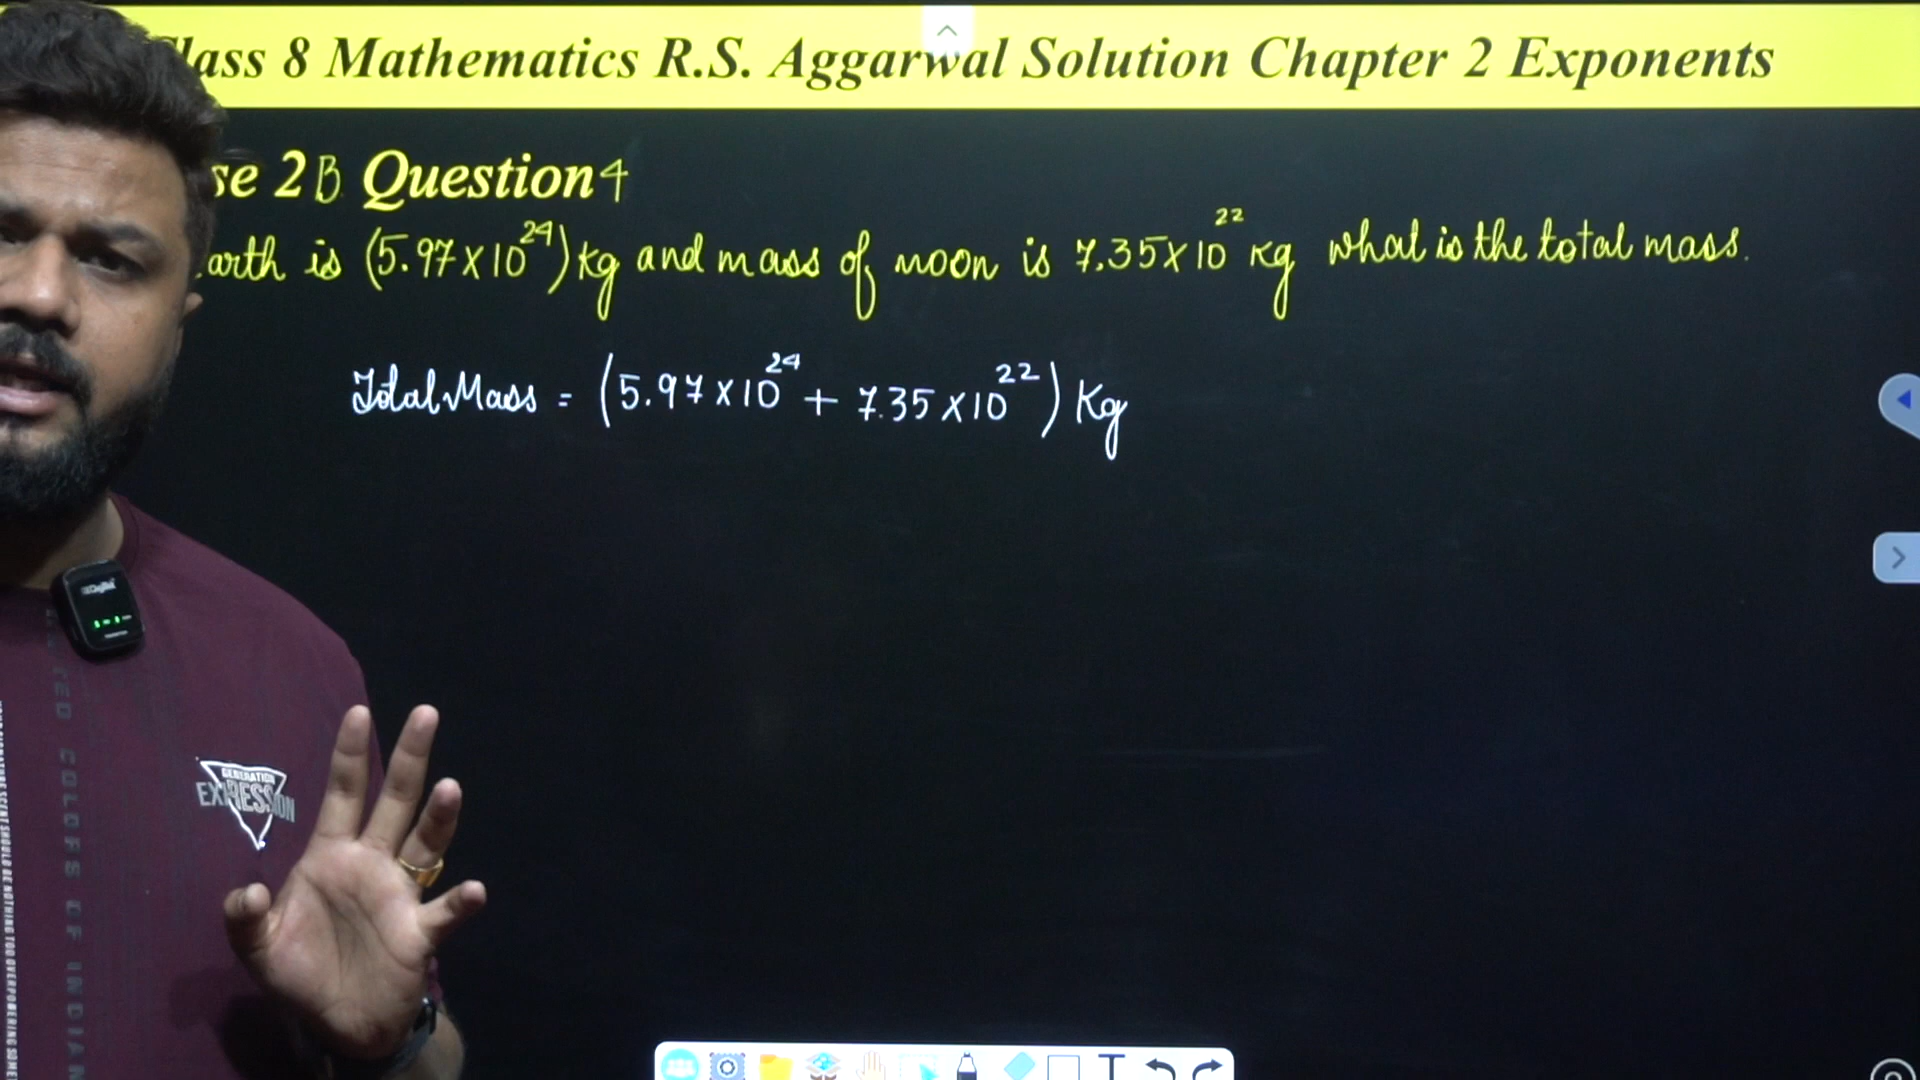 lass 8 Mathematics R.S. Aggarwal Solution Chapter 2 Exponents
se 2B Question 4
arth is (5.97×10²⁴) kg and mass of moon is 7.35×10²² kg what is the total mass.
Total Mass = (5.97×10²⁴ + 7.35×10²²) Kg
GENERATION
EXPRESSION
T